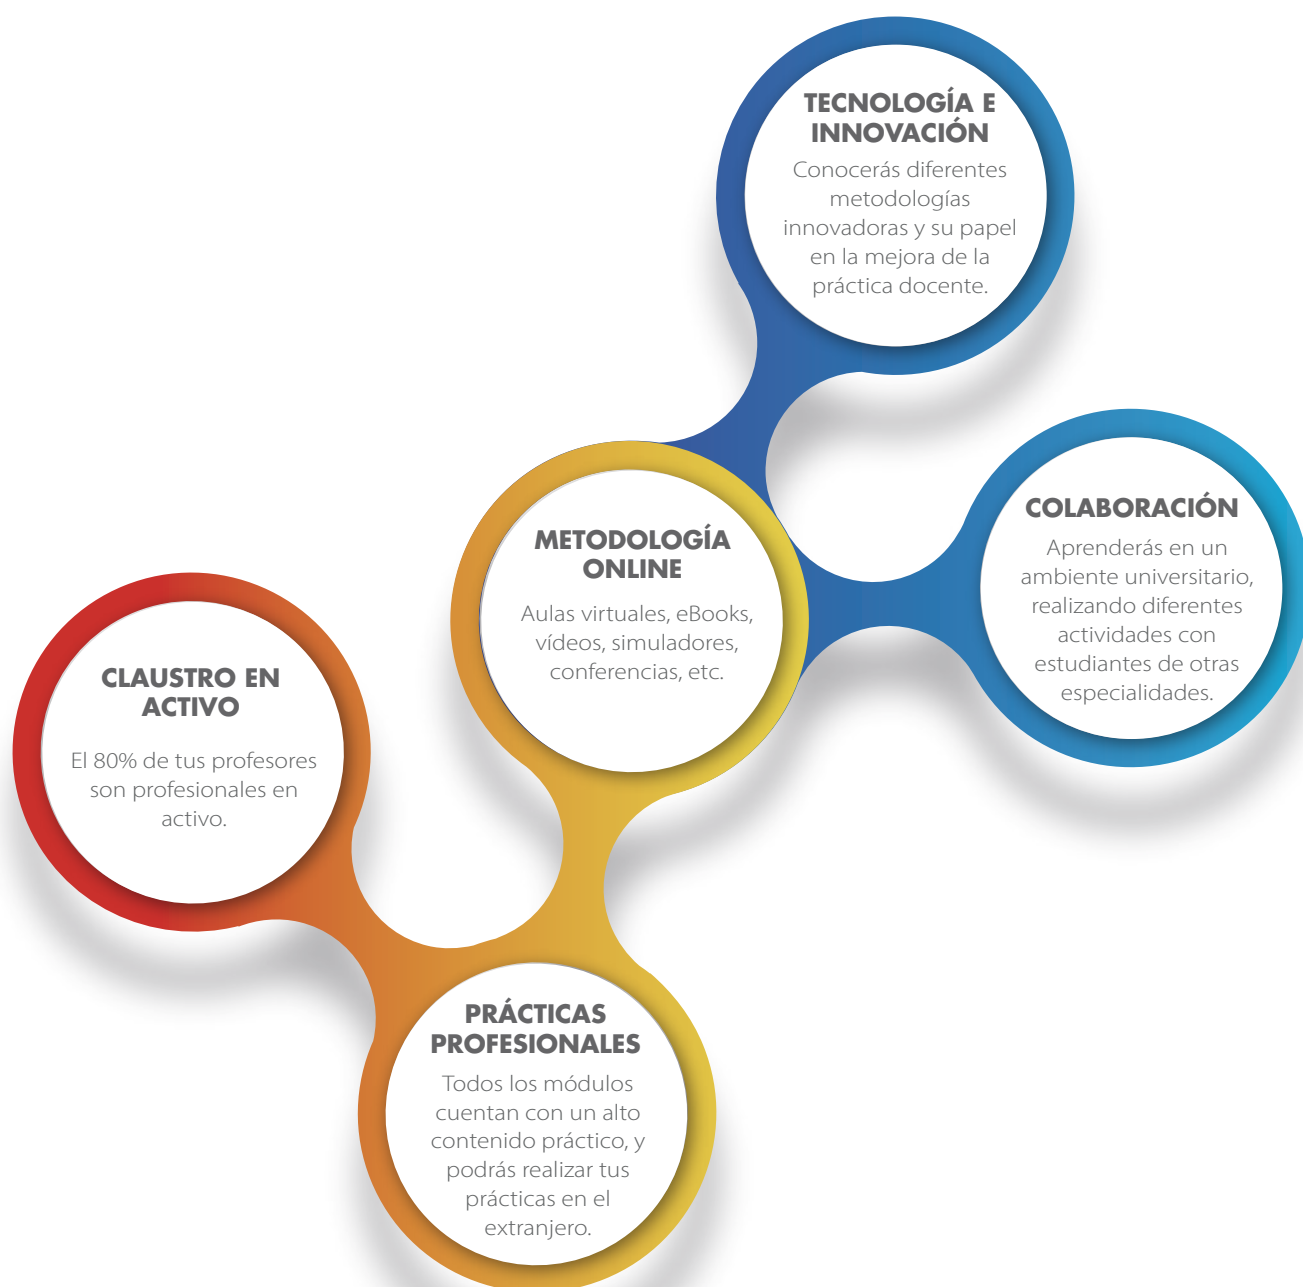 TECNOLOGÍA E
INNOVACIÓN
Conocerás diferentes
metodologías
innovadoras y su papel
en la mejora de la
práctica docente.
COLABORACIÓN
Aprenderás en un
ambiente universitario,
realizando diferentes
actividades con
estudiantes de otras
especialidades.
METODOLOGÍA
ONLINE
Aulas virtuales, eBooks,
vídeos, simuladores,
conferencias, etc.
CLAUSTRO EN
ACTIVO
El 80% de tus profesores
son profesionales en
activo.
PRÁCTICAS
PROFESIONALES
Todos los módulos
cuentan con un alto
contenido práctico, y
podrás realizar tus
prácticas en el
extranjero.